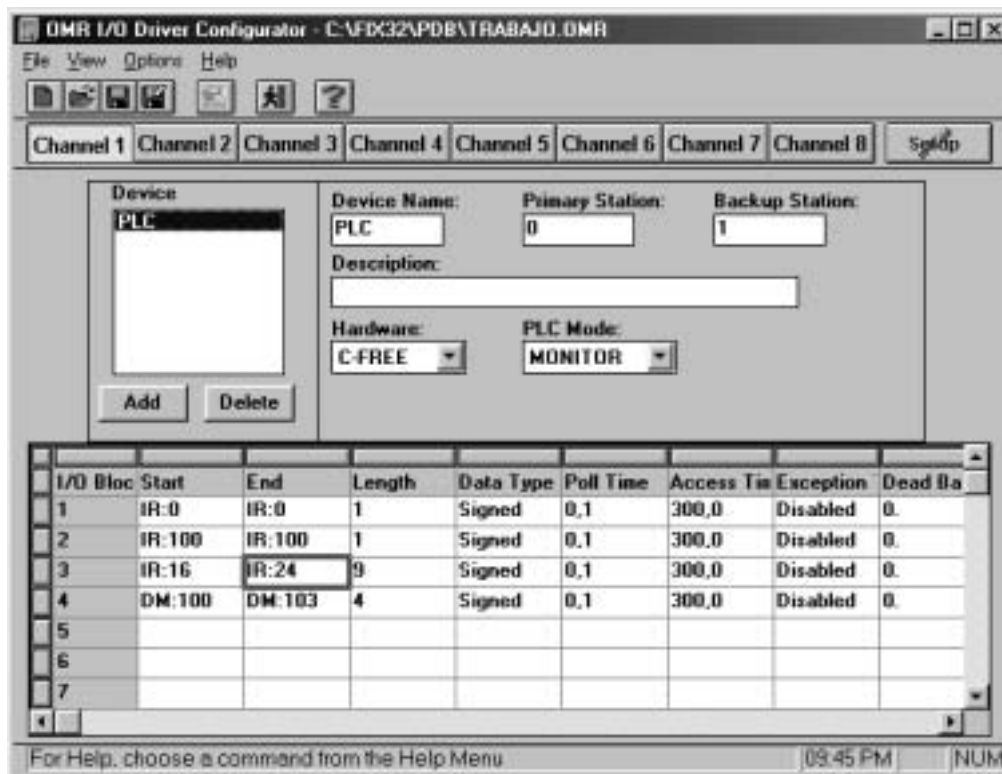 OMR I/O Driver Configurator - C:\FIX32\PDB\TRABAJO.OMR
File View Options Help
Channel 1 Channel 2 Channel 3 Channel 4 Channel 5 Channel 6 Channel 7 Channel 8 Setup
Device
PLC
Add Delete
Device Name: Primary Station: Backup Station:
PLC 0 1
Description:
Hardware: PLC Mode:
C-FREE MONITOR
I/O Bloc Start End Length Data Type Poll Time Access Tim Exception Dead Ba
1 IR:0 IR:0 1 Signed 0,1 300,0 Disabled 0.
2 IR:100 IR:100 1 Signed 0,1 300,0 Disabled 0.
3 IR:16 IR:24 9 Signed 0,1 300,0 Disabled 0.
4 DM:100 DM:103 4 Signed 0,1 300,0 Disabled 0.
5
6
7
For Help, choose a command from the Help Menu 09:45 PM NUM